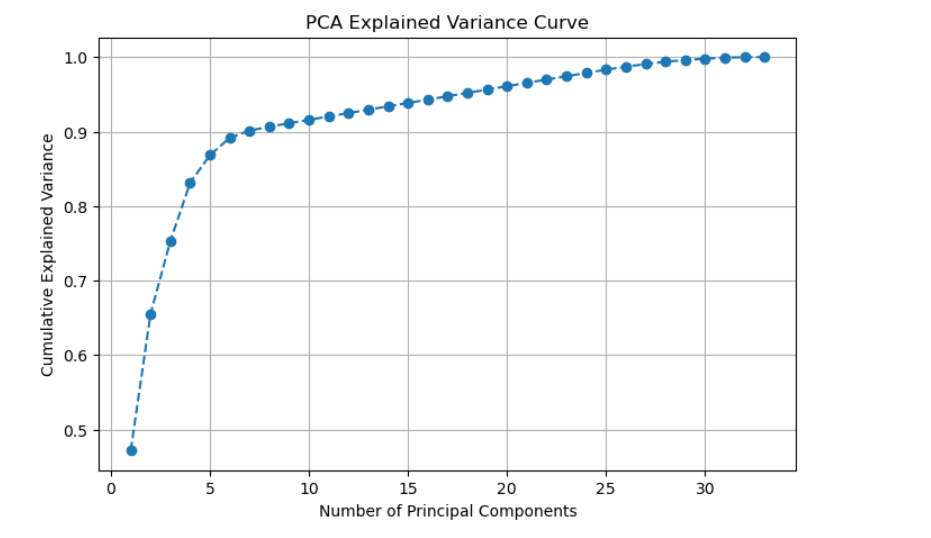 PCA Explained Variance Curve
1.0
0.9
0.8
0.7
0.6
0.5
Cumulative Explained Variance
0 5 10 15 20 25 30
Number of Principal Components